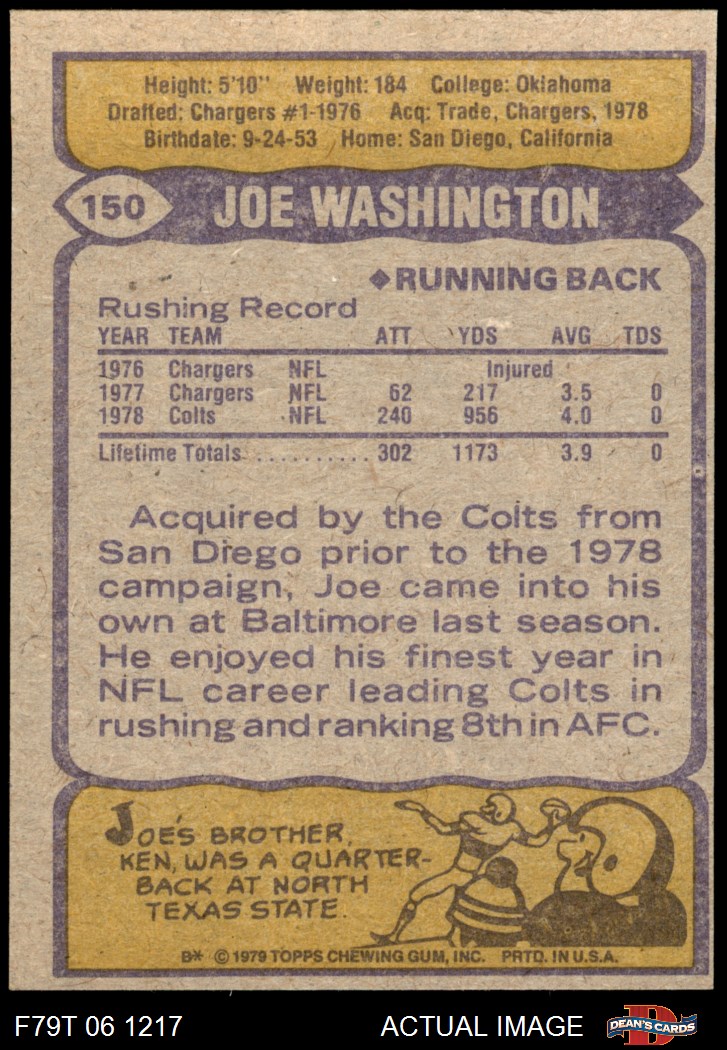 Height: 5'10" Weight: 184 College: Oklahoma
Drafted: Chargers #1-1976 Acq: Trade, Chargers, 1978
Birthdate: 9-24-53 Home: San Diego, California
150 JOE WASHINGTON
◆RUNNING BACK
Rushing Record
YEAR TEAM ATT YDS AVG TDS
1976 Chargers NFL Injured
1977 Chargers NFL 62 217 3.5 0
1978 Colts NFL 240 956 4.0 0
Lifetime Totals .......... 302 1173 3.9 0
Acquired by the Colts from
San Diego prior to the 1978
campaign, Joe came into his
own at Baltimore last season.
He enjoyed his finest year in
NFL career leading Colts in
rushing and ranking 8th in AFC.
JOE'S BROTHER,
KEN, WAS A QUARTER-
BACK AT NORTH
TEXAS STATE.
B* © 1979 TOPPS CHEWING GUM, INC. PRTD. IN U.S.A.
F79T 06 1217 ACTUAL IMAGE D DEAN'S CARDS